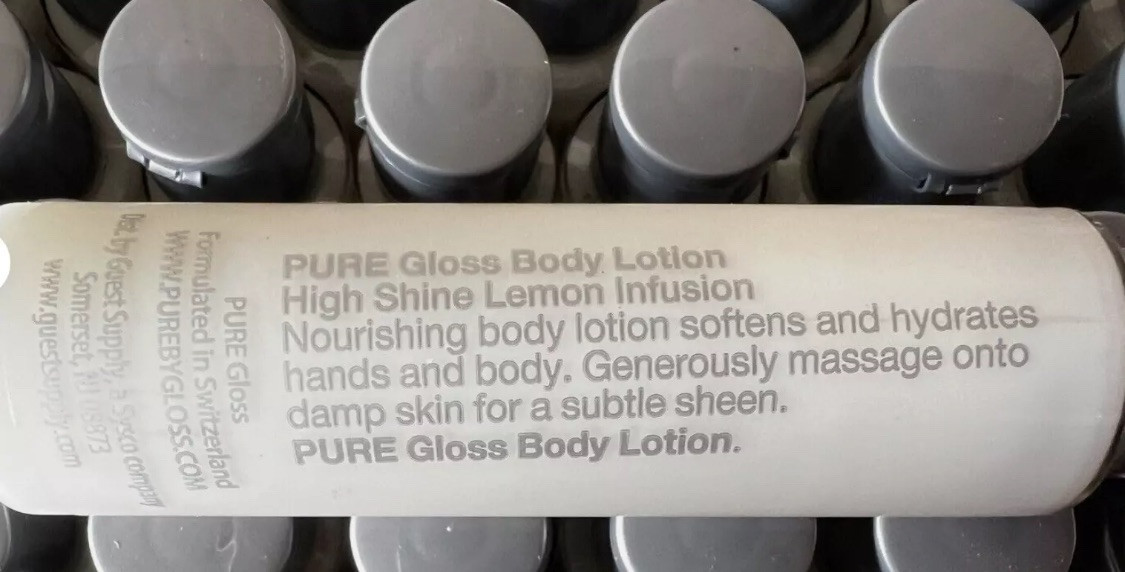 PURE Gloss Body Lotion
High Shine Lemon Infusion
Nourishing body lotion softens and hydrates
hands and body. Generously massage onto
damp skin for a subtle sheen.
PURE Gloss Body Lotion.
PURE Gloss
Formulated in Switzerland
WWW.PUREBYGLOSS.COM
Dist. by Guest Supply, a Sysco company
Somerset, NJ 08873
www.guestsupply.com